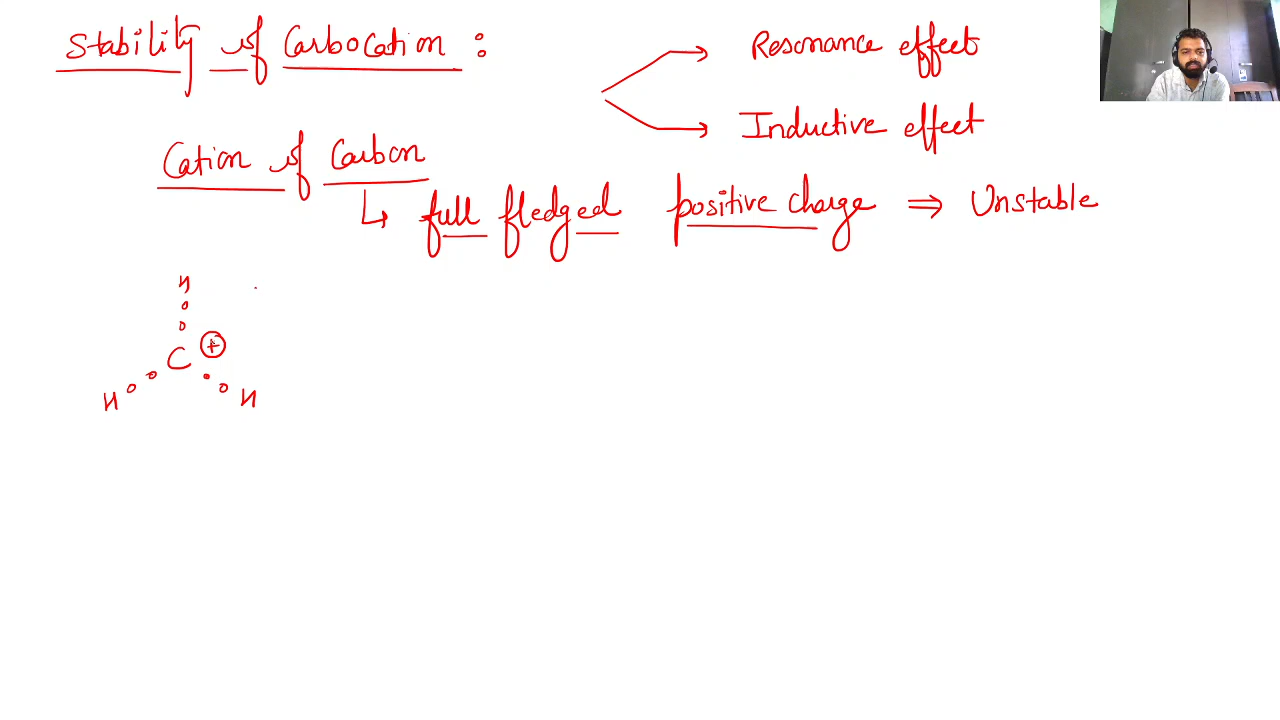 Stability of Carbocation :
Resonance effect
Inductive effect
Cation of Carbon
full fledged positive charge ⇒ Unstable
H
C +
H H